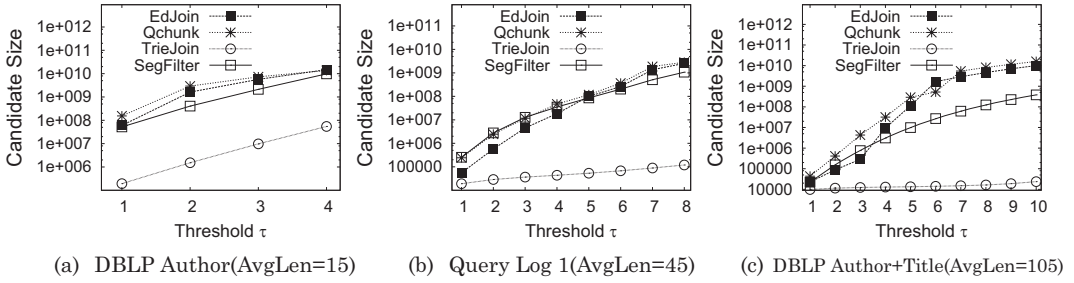 Candidate Size
1e+012
1e+011
1e+010
1e+009
1e+008
1e+007
1e+006
EdJoin
Qchunk
TrieJoin
SegFilter
1 2 3 4
Threshold τ
(a) DBLP Author(AvgLen=15)
Candidate Size
1e+011
1e+010
1e+009
1e+008
1e+007
1e+006
100000
EdJoin
Qchunk
TrieJoin
SegFilter
1 2 3 4 5 6 7 8
Threshold τ
(b) Query Log 1(AvgLen=45)
Candidate Size
1e+012
1e+011
1e+010
1e+009
1e+008
1e+007
1e+006
100000
10000
EdJoin
Qchunk
TrieJoin
SegFilter
1 2 3 4 5 6 7 8 9 10
Threshold τ
(c) DBLP Author+Title(AvgLen=105)